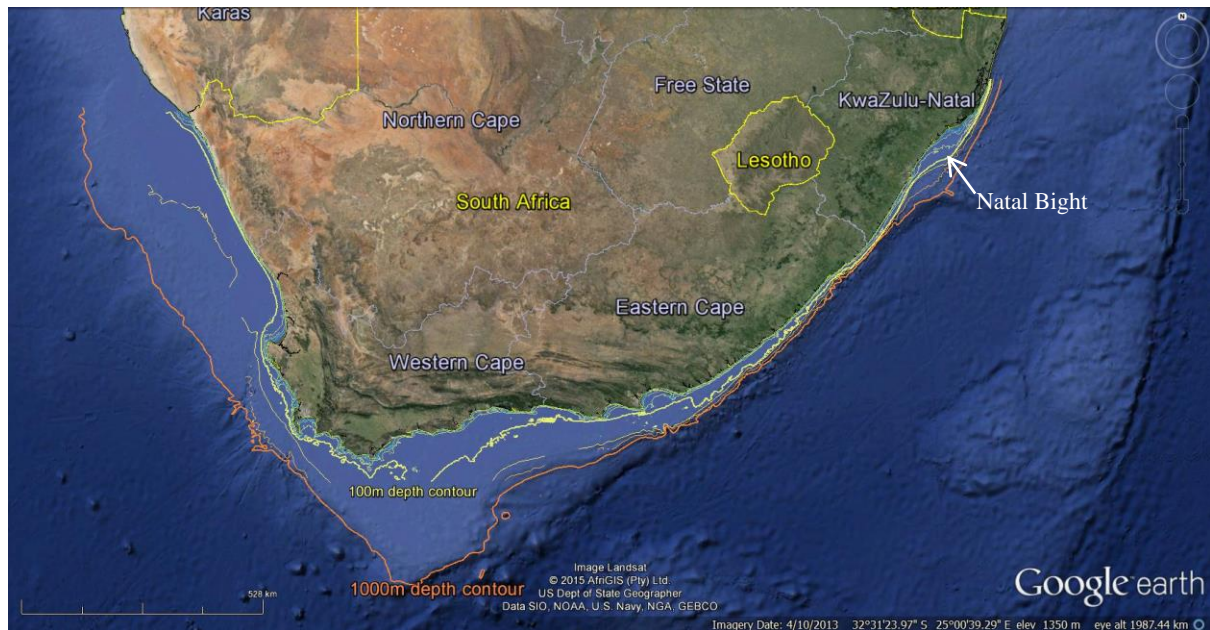 Karas
Free State
KwaZulu-Natal
Northern Cape
Lesotho
South Africa
Natal Bight
Eastern Cape
Western Cape
100m depth contour
1000m depth contour
Image Landsat
© 2015 AfriGIS (Pty) Ltd.
US Dept of State Geographer
Data SIO, NOAA, U.S. Navy, NGA, GEBCO
528 km
Google earth
Imagery Date: 4/10/2013 32°31'23.97" S 25°00'39.29" E elev 1350 m eye alt 1987.44 km
N